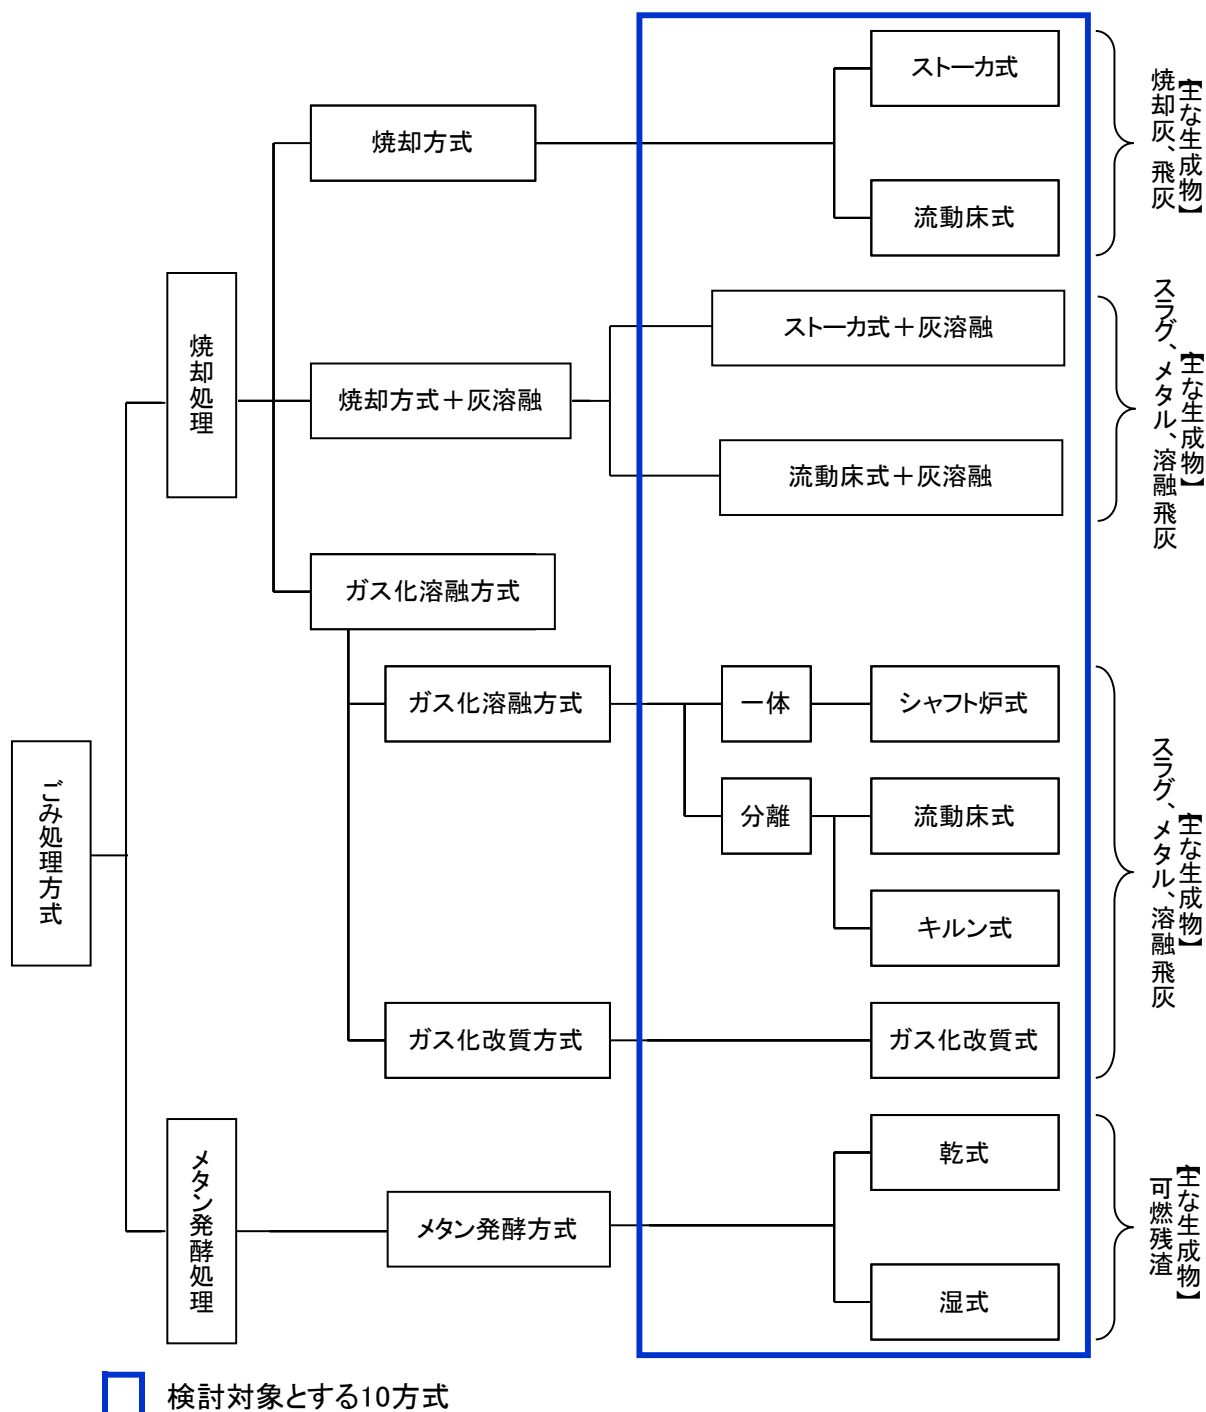 ごみ処理方式
焼却処理
焼却方式
ストーカ式
流動床式
【主な生成物】
焼却灰、飛灰
焼却方式＋灰溶融
ストーカ式＋灰溶融
流動床式＋灰溶融
【主な生成物】
スラグ、メタル、溶融飛灰
ガス化溶融方式
ガス化溶融方式
一体
シャフト炉式
分離
流動床式
キルン式
ガス化改質方式
ガス化改質式
【主な生成物】
スラグ、メタル、溶融飛灰
メタン発酵処理
メタン発酵方式
乾式
湿式
【主な生成物】
可燃残渣
検討対象とする10方式